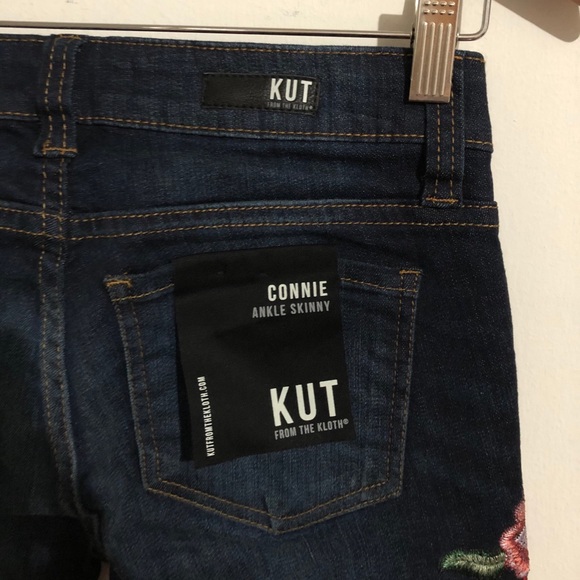 KUT
FROM THE KLOTH®
CONNIE
ANKLE SKINNY
KUTFROMTHEKLOTH.COM
KUT
FROM THE KLOTH®